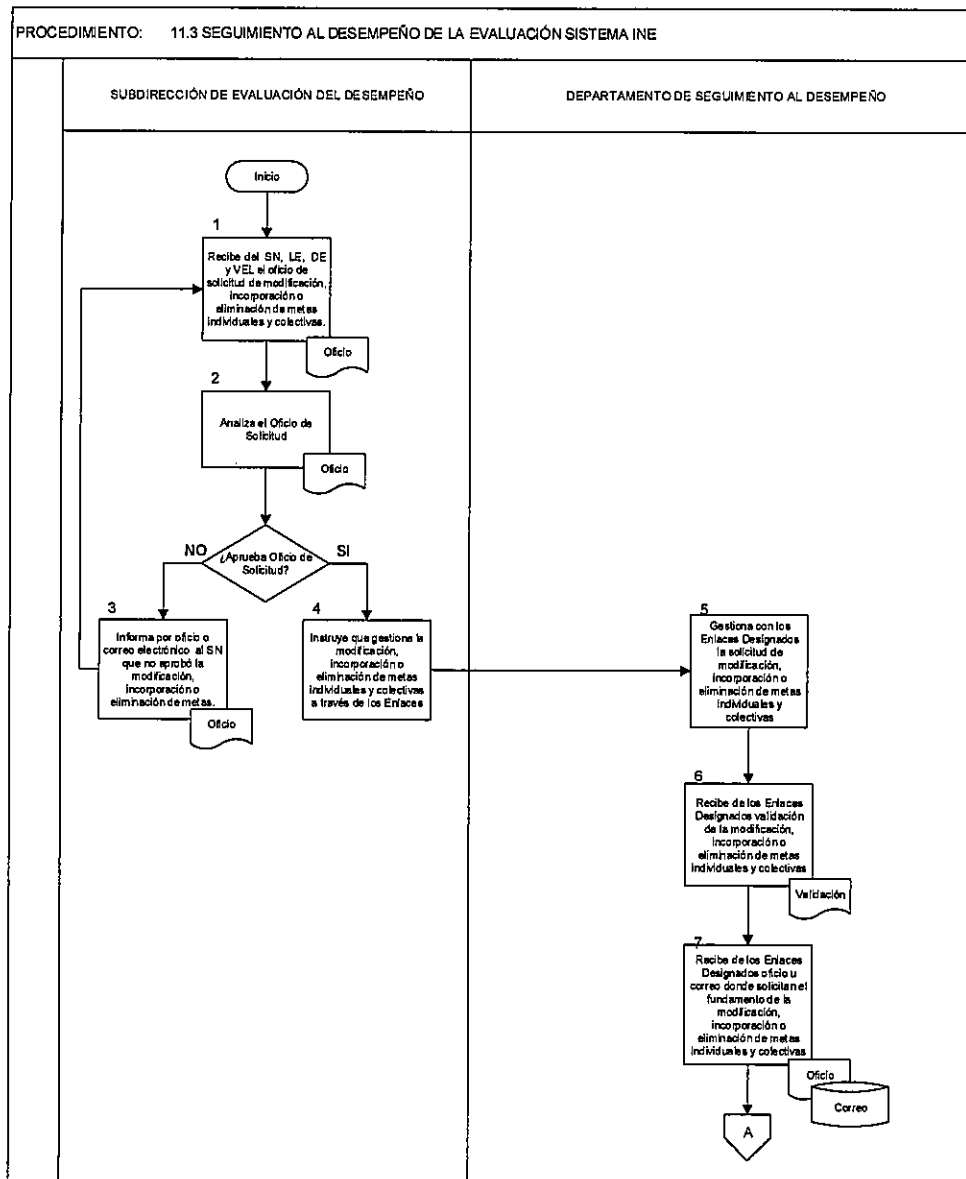 PROCEDIMIENTO: 11.3 SEGUIMIENTO AL DESEMPEÑO DE LA EVALUACIÓN SISTEMA INE
SUBDIRECCIÓN DE EVALUACIÓN DEL DESEMPEÑO
DEPARTAMENTO DE SEGUIMIENTO AL DESEMPEÑO
Inicio
1
Recibe del SN, LE, DE
y VEL el oficio de
solicitud de modificación,
incorporación o
eliminación de metas
individuales y colectivas.
Oficio
2
Analiza el Oficio de
Solicitud
Oficio
¿Aprueba Oficio de
Solicitud?
NO
SI
3
Informa por oficio o
correo electrónico al SN
que no aprobó la
modificación,
incorporación o
eliminación de metas.
Oficio
4
Instruye que gestione la
modificación,
incorporación o
eliminación de metas
individuales y colectivas
a través de los Enlaces
5
Gestiona con los
Enlaces Designados
la solicitud de
modificación,
incorporación o
eliminación de metas
individuales y
colectivas
6
Recibe de los Enlaces
Designados validación
de la modificación,
incorporación o
eliminación de metas
individuales y colectivas
Validación
7
Recibe de los Enlaces
Designados oficio u
correo donde solicitan el
fundamento de la
modificación,
incorporación o
eliminación de metas
individuales y colectivas
Oficio
Correo
A